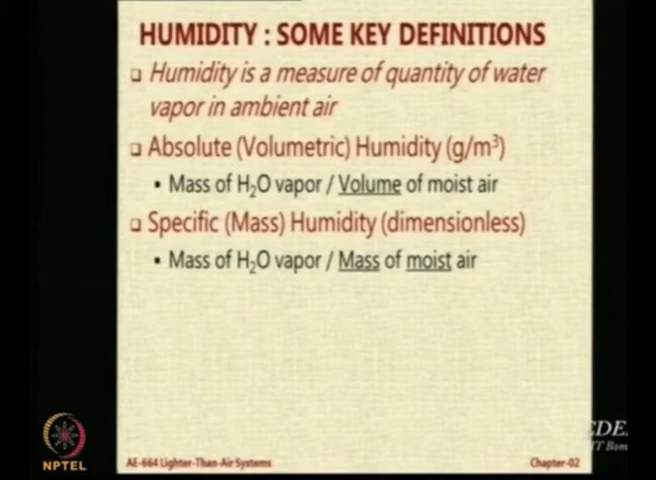 HUMIDITY : SOME KEY DEFINITIONS
Humidity is a measure of quantity of water
vapor in ambient air
Absolute (Volumetric) Humidity (g/m³)
• Mass of H₂O vapor / Volume of moist air
Specific (Mass) Humidity (dimensionless)
• Mass of H₂O vapor / Mass of moist air
NPTEL
AE-664 Lighter-Than-Air Systems
Chapter-02